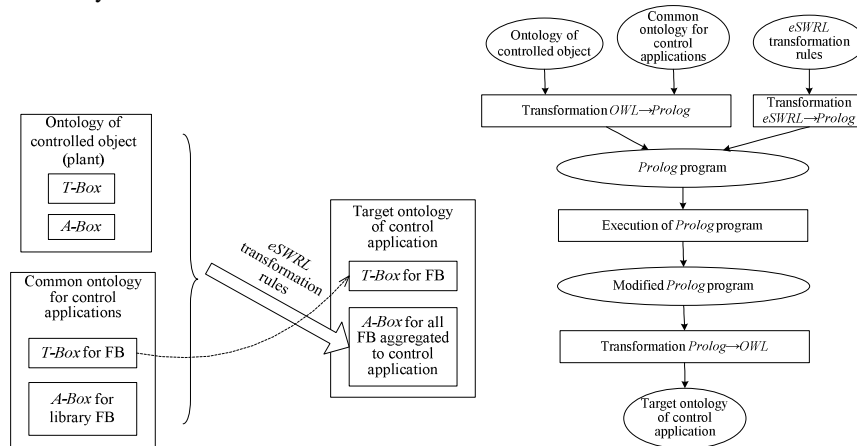 Ontology of
controlled object
(plant)
T-Box
A-Box
Common ontology
for control
applications
T-Box for FB
A-Box for
library FB
eSWRL
transformation
rules
Target ontology
of control
application
T-Box for FB
A-Box for all
FB aggregated
to control
application
Ontology of
controlled object
Common
ontology for
control
applications
eSWRL
transformation
rules
Transformation OWL→Prolog
Transformation
eSWRL→Prolog
Prolog program
Execution of Prolog program
Modified Prolog program
Transformation Prolog→OWL
Target ontology
of control
application